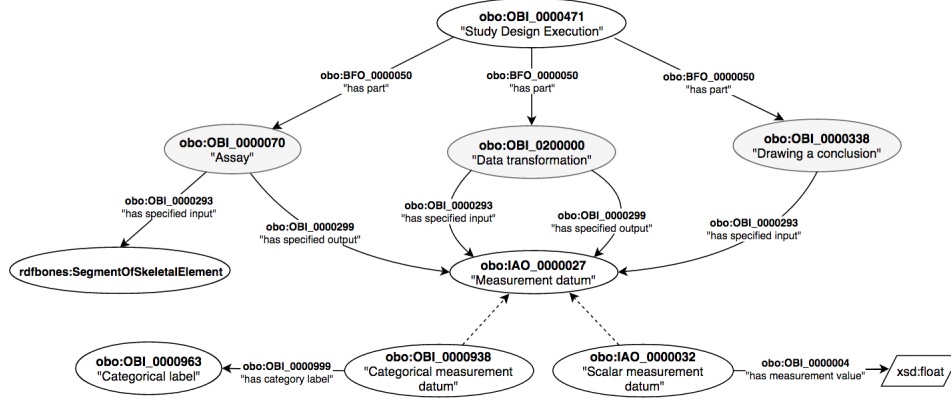 obo:OBI_0000471
"Study Design Execution"
obo:BFO_0000050
"has part"
obo:BFO_0000050
"has part"
obo:BFO_0000050
"has part"
obo:OBI_0000070
"Assay"
obo:OBI_0200000
"Data transformation"
obo:OBI_0000338
"Drawing a conclusion"
obo:OBI_0000293
"has specified input"
obo:OBI_0000299
"has specified output"
obo:OBI_0000293
"has specified input"
obo:OBI_0000299
"has specified output"
obo:OBI_0000293
"has specified input"
rdfbones:SegmentOfSkeletalElement
obo:IAO_0000027
"Measurement datum"
obo:OBI_0000963
"Categorical label"
obo:OBI_0000999
"has category label"
obo:OBI_0000938
"Categorical measurement
datum"
obo:IAO_0000032
"Scalar measurement
datum"
obo:OBI_0000004
"has measurement value"
xsd:float